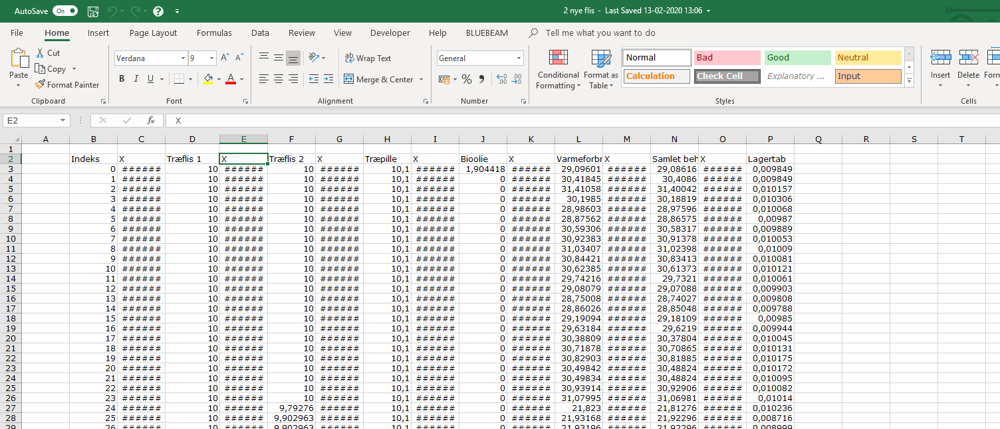 AutoSave On 2 nye flis - Last Saved 13-02-2020 13:06
File Home Insert Page Layout Formulas Data Review View Developer Help BLUEBEAM Tell me what you want to do
Paste Cut Copy Format Painter
Clipboard
Verdana 9
B I U A
Font
ab Wrap Text
Merge & Center
Alignment
General
% 
Number
Conditional Formatting Format as Table
Normal Bad Good Neutral
Calculation Check Cell Explanatory ... Input
Styles
Insert Delete Form
Cells
E2 fx X
A B C D E F G H I J K L M N O P Q R S T
1
2 Indeks X Træflis 1 X Træflis 2 X Træpille X Bioolie X Varmeforbr X Samlet beh X Lagertab
3 0 ###### 10 ###### 10 ###### 10,1 ###### 1,904418 ###### 29,09601 ###### 29,08616 ###### 0,009849
4 1 ###### 10 ###### 10 ###### 10,1 ###### 0 ###### 30,41845 ###### 30,4086 ###### 0,009849
5 2 ###### 10 ###### 10 ###### 10,1 ###### 0 ###### 31,41058 ###### 31,40042 ###### 0,010157
6 3 ###### 10 ###### 10 ###### 10,1 ###### 0 ###### 30,1985 ###### 30,18819 ###### 0,010306
7 4 ###### 10 ###### 10 ###### 10,1 ###### 0 ###### 28,98603 ###### 28,97596 ###### 0,010068
8 5 ###### 10 ###### 10 ###### 10,1 ###### 0 ###### 28,87562 ###### 28,86575 ###### 0,00987
9 6 ###### 10 ###### 10 ###### 10,1 ###### 0 ###### 30,59306 ###### 30,58317 ###### 0,009889
10 7 ###### 10 ###### 10 ###### 10,1 ###### 0 ###### 30,92383 ###### 30,91378 ###### 0,010053
11 8 ###### 10 ###### 10 ###### 10,1 ###### 0 ###### 31,03407 ###### 31,02398 ###### 0,01009
12 9 ###### 10 ###### 10 ###### 10,1 ###### 0 ###### 30,84421 ###### 30,83413 ###### 0,010081
13 10 ###### 10 ###### 10 ###### 10,1 ###### 0 ###### 30,62385 ###### 30,61373 ###### 0,010121
14 11 ###### 10 ###### 10 ###### 10,1 ###### 0 ###### 29,74216 ###### 29,7321 ###### 0,010061
15 12 ###### 10 ###### 10 ###### 10,1 ###### 0 ###### 29,08079 ###### 29,07088 ###### 0,009903
16 13 ###### 10 ###### 10 ###### 10,1 ###### 0 ###### 28,75008 ###### 28,74027 ###### 0,009808
17 14 ###### 10 ###### 10 ###### 10,1 ###### 0 ###### 28,86026 ###### 28,85048 ###### 0,009788
18 15 ###### 10 ###### 10 ###### 10,1 ###### 0 ###### 29,19094 ###### 29,18109 ###### 0,00985
19 16 ###### 10 ###### 10 ###### 10,1 ###### 0 ###### 29,63184 ###### 29,6219 ###### 0,009944
20 17 ###### 10 ###### 10 ###### 10,1 ###### 0 ###### 30,38809 ###### 30,37804 ###### 0,010045
21 18 ###### 10 ###### 10 ###### 10,1 ###### 0 ###### 30,71878 ###### 30,70865 ###### 0,010131
22 19 ###### 10 ###### 10 ###### 10,1 ###### 0 ###### 30,82903 ###### 30,81885 ###### 0,010175
23 20 ###### 10 ###### 10 ###### 10,1 ###### 0 ###### 30,49842 ###### 30,48824 ###### 0,010172
24 21 ###### 10 ###### 10 ###### 10,1 ###### 0 ###### 30,49834 ###### 30,48824 ###### 0,010095
25 22 ###### 10 ###### 10 ###### 10,1 ###### 0 ###### 30,93914 ###### 30,92906 ###### 0,010082
26 23 ###### 10 ###### 10 ###### 10,1 ###### 0 ###### 31,07995 ###### 31,06981 ###### 0,01014
27 24 ###### 10 ###### 9,79276 ###### 10,1 ###### 0 ###### 21,823 ###### 21,81276 ###### 0,010236
28 25 ###### 10 ###### 9,902963 ###### 10,1 ###### 0 ###### 21,93168 ###### 21,92296 ###### 0,008716
29 26 ###### 10 ###### 9,902963 ###### 10,1 ###### 0 ###### 21,93196 ###### 21,92296 ###### 0,008999